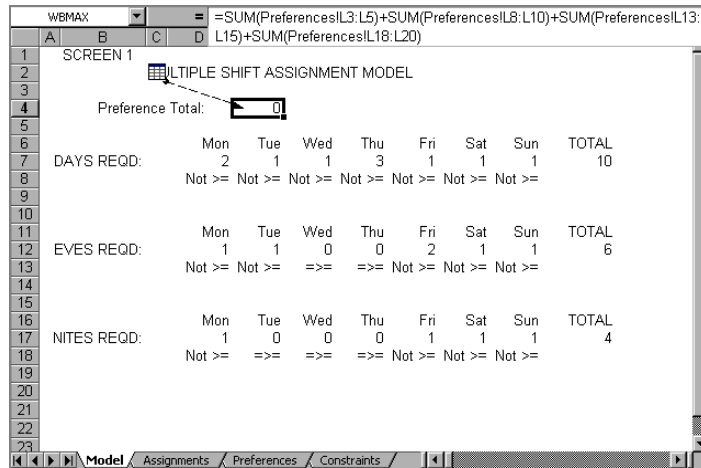 WBMAX = =SUM(Preferences!L3:L5)+SUM(Preferences!L8:L10)+SUM(Preferences!L13:
L15)+SUM(Preferences!L18:L20)
A B C D
1 SCREEN 1
2 ULTIPLE SHIFT ASSIGNMENT MODEL
3
4 Preference Total: 0
5
6 Mon Tue Wed Thu Fri Sat Sun TOTAL
7 DAYS REQD: 2 1 1 3 1 1 1 10
8 Not >= Not >= Not >= Not >= Not >= Not >= Not >=
9
10
11 Mon Tue Wed Thu Fri Sat Sun TOTAL
12 EVES REQD: 1 1 0 0 2 1 1 6
13 Not >= Not >= =>= =>= Not >= Not >= Not >=
14
15
16 Mon Tue Wed Thu Fri Sat Sun TOTAL
17 NITES REQD: 1 0 0 0 1 1 1 4
18 Not >= =>= =>= =>= Not >= Not >= Not >=
19
20
21
22
23
Model Assignments Preferences Constraints